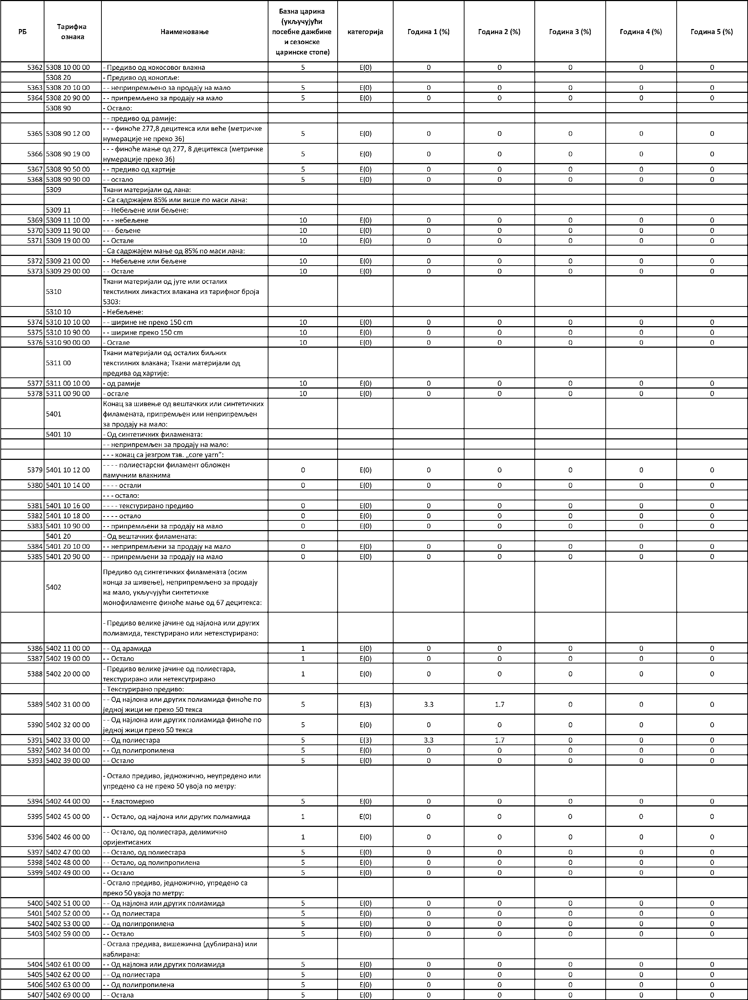 РБ Тарифна ознака Наименовање Базна царина (укључујући посебне дажбине и сезонске царинске стопе) категорија Година 1 (%) Година 2 (%) Година 3 (%) Година 4 (%) Година 5 (%)
5362 5308 10 00 00 - Предиво од кокосовог влакна 5 E(0) 0 0 0 0 0
5308 20 - Предиво од конопље:
5363 5308 20 10 00 - - неприпремљено за продају на мало 5 E(0) 0 0 0 0 0
5364 5308 20 90 00 - - припремљено за продају на мало 5 E(0) 0 0 0 0 0
5308 90 - Остало:
- - предиво од рамије:
5365 5308 90 12 00 - - - финоће 277,8 децитекса или веће (метричке
нумерације не преко 36) 5 E(0) 0 0 0 0 0
5366 5308 90 19 00 - - - финоће мање од 277, 8 децитекса (метричке
нумерације преко 36) 5 E(0) 0 0 0 0 0
5367 5308 90 50 00 - - предиво од хартије 5 E(0) 0 0 0 0 0
5368 5308 90 90 00 - - остало 5 E(0) 0 0 0 0 0
5309 Ткани материјали од лана:
- Са садржајем 85% или више по маси лана:
5309 11 - - Небељене или бељене:
5369 5309 11 10 00 - - - небељене 10 E(0) 0 0 0 0 0
5370 5309 11 90 00 - - - бељене 10 E(0) 0 0 0 0 0
5371 5309 19 00 00 - - Остале 10 E(0) 0 0 0 0 0
- Са садржајем мање од 85% по маси лана:
5372 5309 21 00 00 - - Небељене или бељене 10 E(0) 0 0 0 0 0
5373 5309 29 00 00 - - Остале 10 E(0) 0 0 0 0 0
5310 Ткани материјали од јуте или осталих
текстилних ликастих влакана из тарифног броја
5303:
5310 10 - Небељене:
5374 5310 10 10 00 - - ширине не преко 150 cm 10 E(0) 0 0 0 0 0
5375 5310 10 90 00 - - ширине преко 150 cm 10 E(0) 0 0 0 0 0
5376 5310 90 00 00 - Остале 10 E(0) 0 0 0 0 0
5311 00 Ткани материјали од осталих биљних
текстилних влакана; Ткани материјали од
предива од хартије:
5377 5311 00 10 00 - од рамије 10 E(0) 0 0 0 0 0
5378 5311 00 90 00 - остале 10 E(0) 0 0 0 0 0
5401 Конац за шивење од вештачких или синтетичких
филамената, припремљен или неприпремљен
за продају на мало:
5401 10 - Од синтетичких филамената:
- - неприпремљен за продају на мало:
- - - конац са језгром тзв. „core yarn”:
5379 5401 10 12 00 - - - - полиестарски филамент обложен
памучним влакнима 0 E(0) 0 0 0 0 0
5380 5401 10 14 00 - - - - остали 0 E(0) 0 0 0 0 0
- - - остало:
5381 5401 10 16 00 - - - - текстурирано предиво 0 E(0) 0 0 0 0 0
5382 5401 10 18 00 - - - - остало 0 E(0) 0 0 0 0 0
5383 5401 10 90 00 - - припремљени за продају на мало 0 E(0) 0 0 0 0 0
5401 20 - Од вештачких филамената:
5384 5401 20 10 00 - - неприпремљени за продају на мало 0 E(0) 0 0 0 0 0
5385 5401 20 90 00 - - припремљени за продају на мало 0 E(0) 0 0 0 0 0
5402 Предиво од синтетичких филамената (осим
конца за шивење), неприпремљено за продају
на мало, укључујући синтетичке
монофиламенте финоће мање од 67 децитекса:
- Предиво велике јачине од најлона или других
полиамида, текстурирано или нетекстурирано:
5386 5402 11 00 00 - - Од арамида 1 E(0) 0 0 0 0 0
5387 5402 19 00 00 - - Остало 1 E(0) 0 0 0 0 0
5388 5402 20 00 00 - Предиво велике јачине од полиестара,
текстурирано или нетексутрирано 1 E(0) 0 0 0 0 0
- Текстурирано предиво:
5389 5402 31 00 00 - - Од најлона или других полиамида финоће по
једној жици не преко 50 текса 5 E(3) 3.3 1.7 0 0 0
5390 5402 32 00 00 - - Од најлона или других полиамида финоће по
једној жици преко 50 текса 5 E(0) 0 0 0 0 0
5391 5402 33 00 00 - - Од полиестара 5 E(3) 3.3 1.7 0 0 0
5392 5402 34 00 00 - - Од полипропилена 5 E(0) 0 0 0 0 0
5393 5402 39 00 00 - - Остало 5 E(0) 0 0 0 0 0
- Остало предиво, једножично, неупредено или
упредено са не преко 50 увоја по метру:
5394 5402 44 00 00 - - Еластомерно 5 E(0) 0 0 0 0 0
5395 5402 45 00 00 - - Остало, од најлона или других полиамида 1 E(0) 0 0 0 0 0
5396 5402 46 00 00 - - Остало, од полиестара, делимично
оријентисаних 1 E(0) 0 0 0 0 0
5397 5402 47 00 00 - - Остало, од полиестара 5 E(0) 0 0 0 0 0
5398 5402 48 00 00 - - Остало, од полипропилена 5 E(0) 0 0 0 0 0
5399 5402 49 00 00 - - Остало 5 E(0) 0 0 0 0 0
- Остало предиво, једножично, упредено са
преко 50 увоја по метру:
5400 5402 51 00 00 - - Од најлона или других полиамида 5 E(0) 0 0 0 0 0
5401 5402 52 00 00 - - Од полиестара 5 E(0) 0 0 0 0 0
5402 5402 53 00 00 - - Од полипропилена 5 E(0) 0 0 0 0 0
5403 5402 59 00 00 - - Остало 5 E(0) 0 0 0 0 0
- Остала предива, вишежична (дублирана) или
каблирана:
5404 5402 61 00 00 - - Од најлона или других полиамида 5 E(0) 0 0 0 0 0
5405 5402 62 00 00 - - Од полиестара 5 E(0) 0 0 0 0 0
5406 5402 63 00 00 - - Од полипропилена 5 E(0) 0 0 0 0 0
5407 5402 69 00 00 - - Остала 5 E(0) 0 0 0 0 0